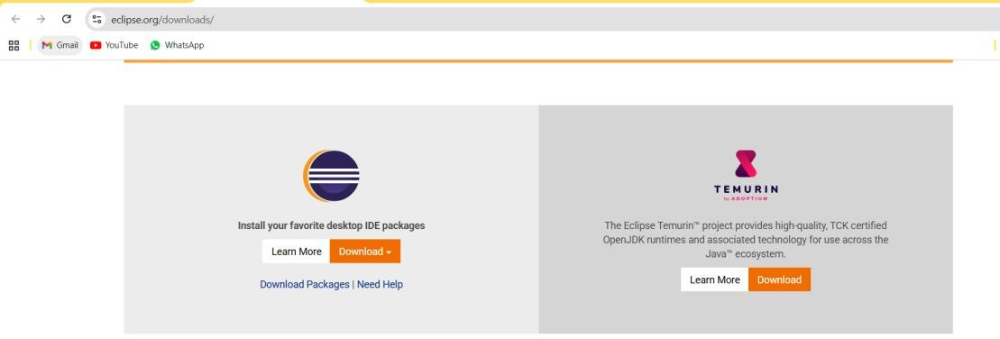 eclipse.org/downloads/
Gmail YouTube WhatsApp
Install your favorite desktop IDE packages
Learn More Download
Download Packages | Need Help
TEMURIN
by ADOPTIUM
The Eclipse Temurin™ project provides high-quality, TCK certified
OpenJDK runtimes and associated technology for use across the
Java™ ecosystem.
Learn More Download